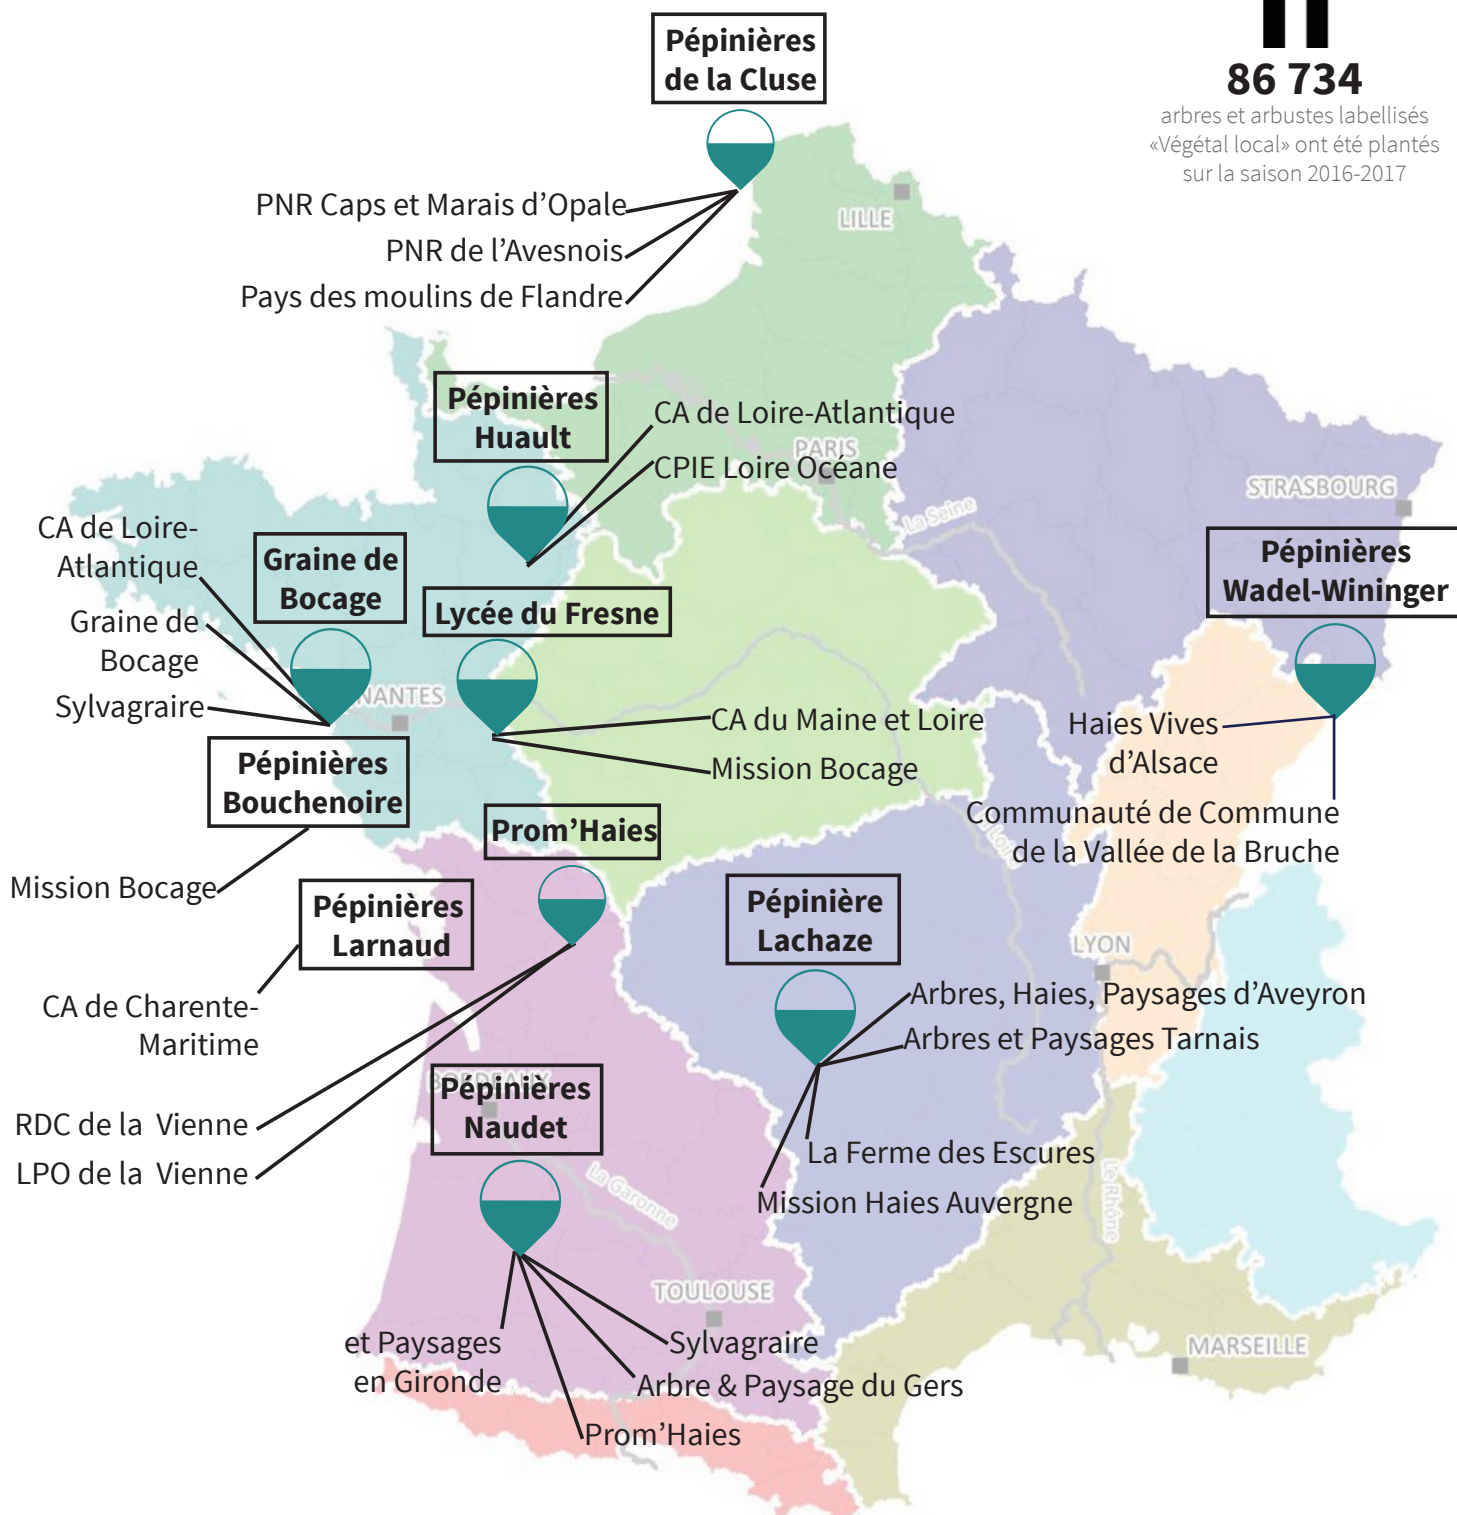 Pépinières
de la Cluse
86 734
arbres et arbustes labellisés
«Végétal local» ont été plantés
sur la saison 2016-2017
PNR Caps et Marais d’Opale
PNR de l’Avesnois
Pays des moulins de Flandre
LILLE
Pépinières
Huault
CA de Loire-Atlantique
CPIE Loire Océane
PARIS
La Seine
STRASBOURG
CA de Loire-
Atlantique
Graine de
Bocage
Sylvagraire
Graine de
Bocage
Lycée du Fresne
NANTES
CA du Maine et Loire
Mission Bocage
Pépinières
Wadel-Wininger
Haies Vives
d’Alsace
Communauté de Commune
de la Vallée de la Bruche
Pépinières
Bouchenoire
Mission Bocage
Prom’Haies
Pépinières
Larnaud
CA de Charente-
Maritime
RDC de la Vienne
LPO de la Vienne
Pépinière
Lachaze
LYON
Arbres, Haies, Paysages d’Aveyron
Arbres et Paysages Tarnais
La Ferme des Escures
Mission Haies Auvergne
BORDEAUX
Pépinières
Naudet
La Garonne
Le Rhône
TOULOUSE
MARSEILLE
et Paysages
en Gironde
Sylvagraire
Arbre & Paysage du Gers
Prom’Haies